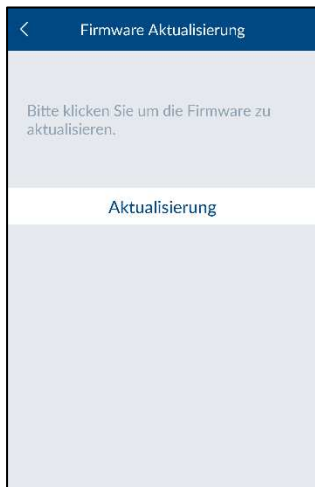 Firmware Aktualisierung
Bitte klicken Sie um die Firmware zu
aktualisieren.
Aktualisierung